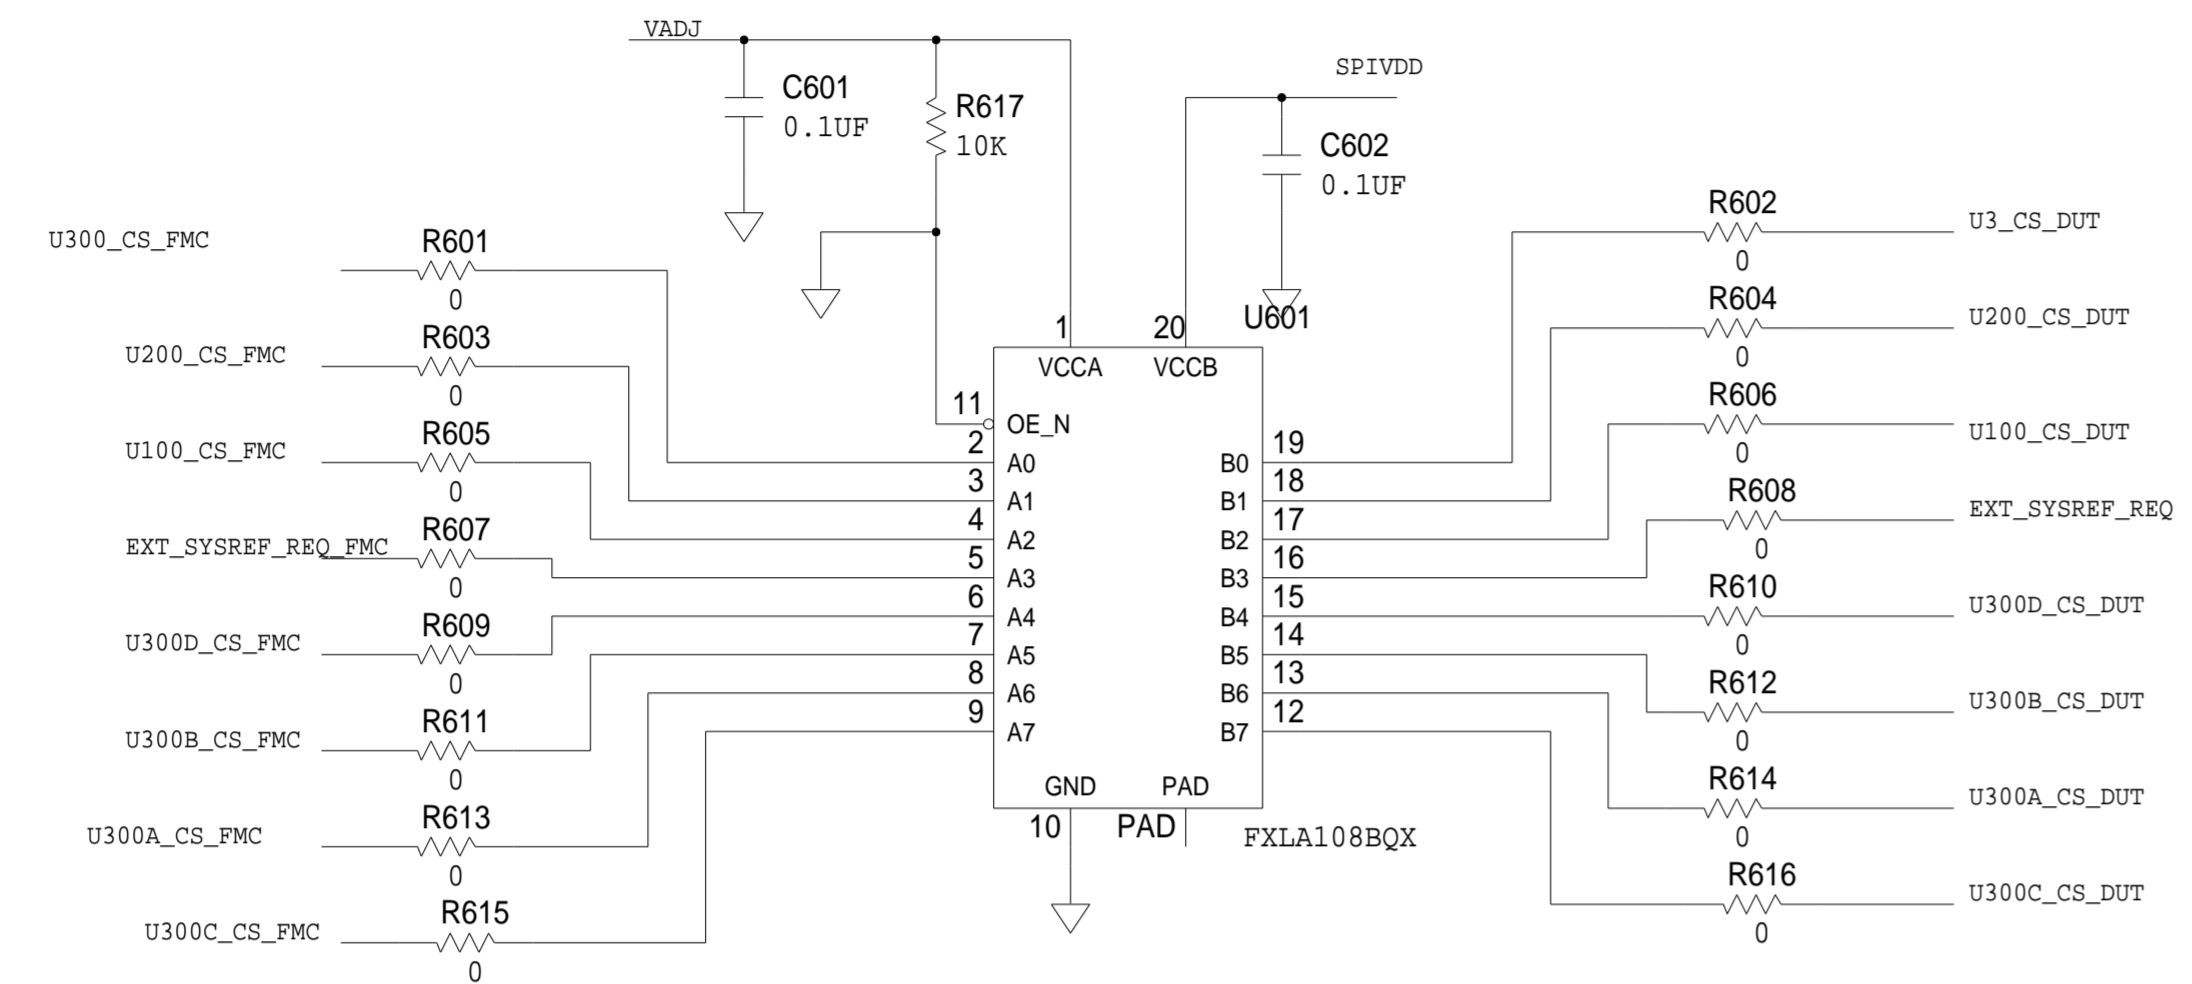 VADJ
SPIVDD
C601
0.1UF
R617
10K
C602
0.1UF
U300_CS_FMC
R601
0
U200_CS_FMC
R603
0
U100_CS_FMC
R605
0
EXT_SYSREF_REQ_FMC
R607
0
U300D_CS_FMC
R609
0
U300B_CS_FMC
R611
0
U300A_CS_FMC
R613
0
U300C_CS_FMC
R615
0
U601
1
20
VCCA
VCCB
11
OE_N
2
A0
3
A1
4
A2
5
A3
6
A4
7
A5
8
A6
9
A7
19
B0
18
B1
17
B2
16
B3
15
B4
14
B5
13
B6
12
B7
GND
PAD
10
PAD
FXLA108BQX
R602
0
U3_CS_DUT
R604
0
U200_CS_DUT
R606
0
U100_CS_DUT
R608
0
EXT_SYSREF_REQ
R610
0
U300D_CS_DUT
R612
0
U300B_CS_DUT
R614
0
U300A_CS_DUT
R616
0
U300C_CS_DUT